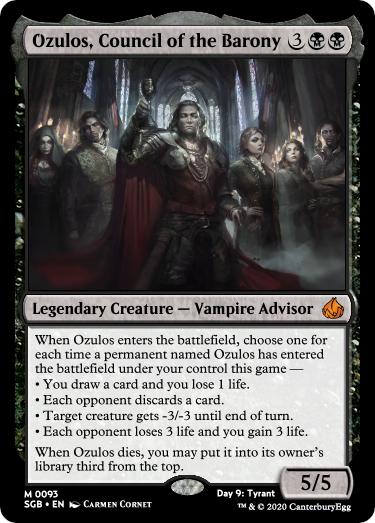 Ozulos, Council of the Barony 3
Legendary Creature — Vampire Advisor
When Ozulos enters the battlefield, choose one for
each time a permanent named Ozulos has entered
the battlefield under your control this game —
• You draw a card and you lose 1 life.
• Each opponent discards a card.
• Target creature gets -3/-3 until end of turn.
• Each opponent loses 3 life and you gain 3 life.
When Ozulos dies, you may put it into its owner's
library third from the top.
5/5
M 0093
SGB • EN Carmen Cornet
Day 9: Tyrant
™ & © 2020 CanterburyEgg